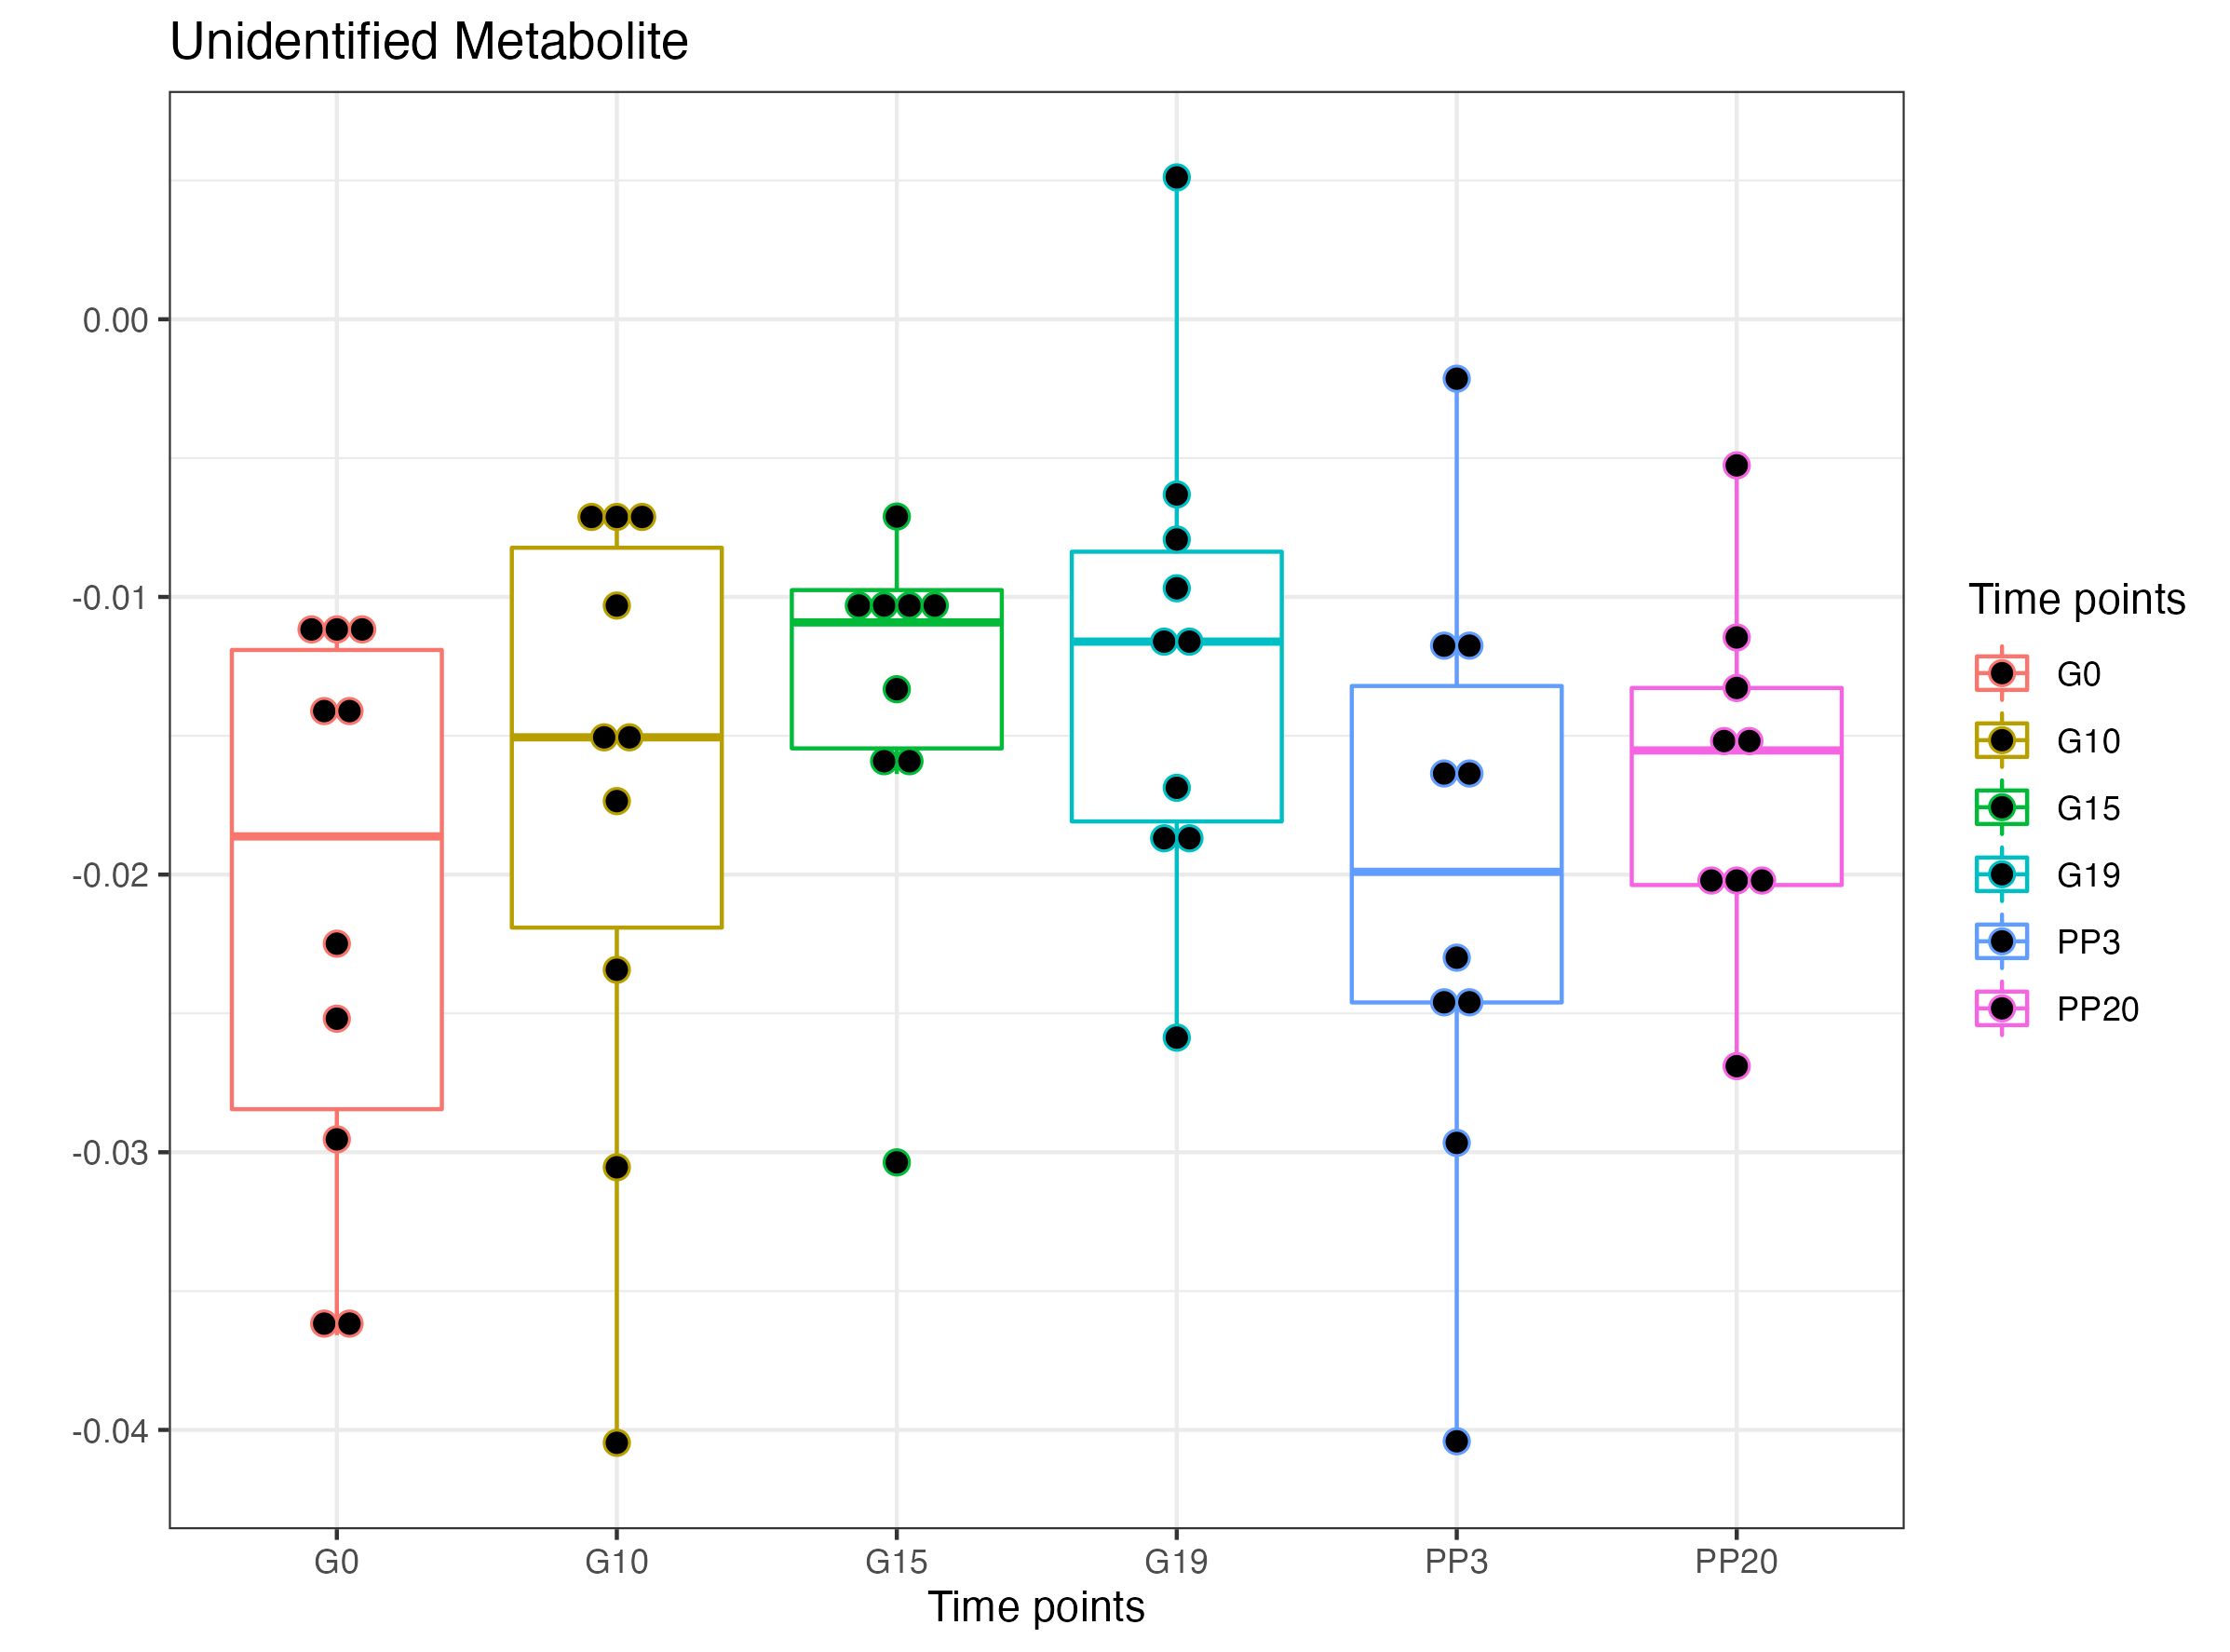 Unidentified Metabolite
0.00
-0.01
-0.02
-0.03
-0.04
G0 G10 G15 G19 PP3 PP20
Time points
Time points
G0
G10
G15
G19
PP3
PP20